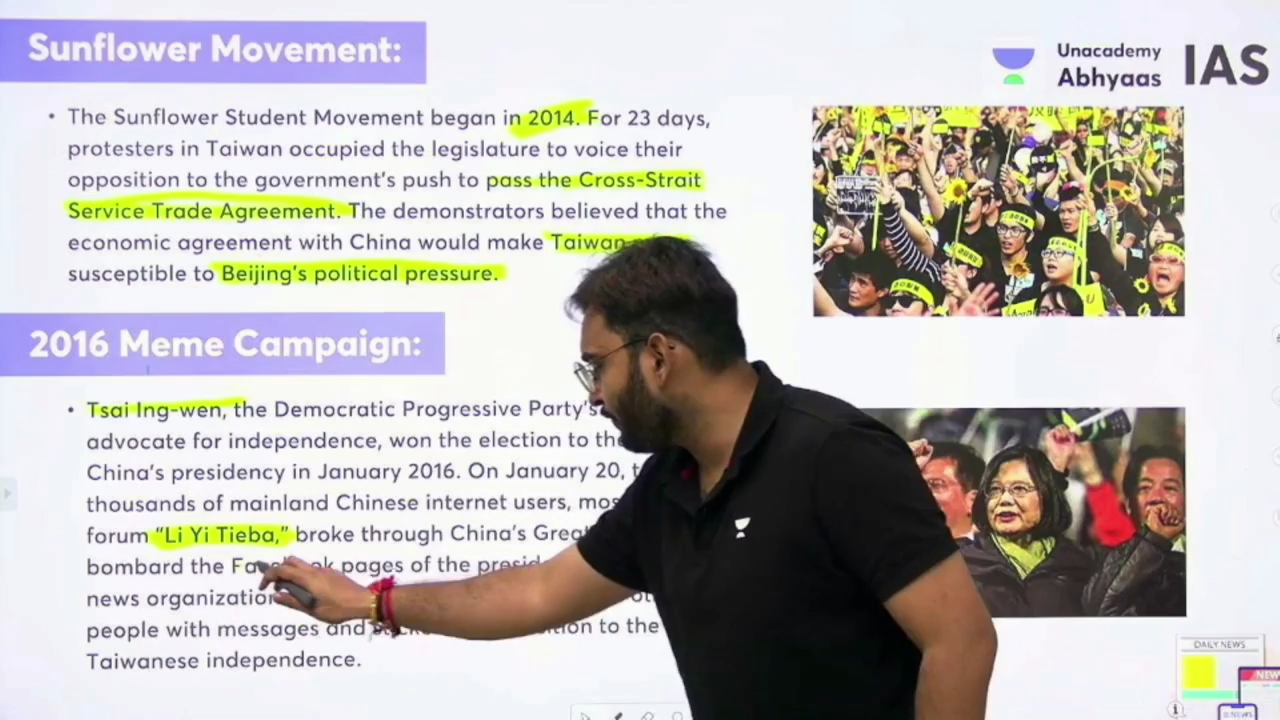 Sunflower Movement:
Unacademy
Abhyaas
IAS
• The Sunflower Student Movement began in 2014. For 23 days,
protesters in Taiwan occupied the legislature to voice their
opposition to the government's push to pass the Cross-Strait
Service Trade Agreement. The demonstrators believed that the
economic agreement with China would make Taiwan
susceptible to Beijing's political pressure.
2016 Meme Campaign:
• Tsai Ing-wen, the Democratic Progressive Party's
advocate for independence, won the election to the
China's presidency in January 2016. On January 20,
thousands of mainland Chinese internet users,
forum “Li Yi Tieba,” broke through China's
bombard the pages of the
news
people with messages and to the
Taiwanese independence.
DAILY NEWS